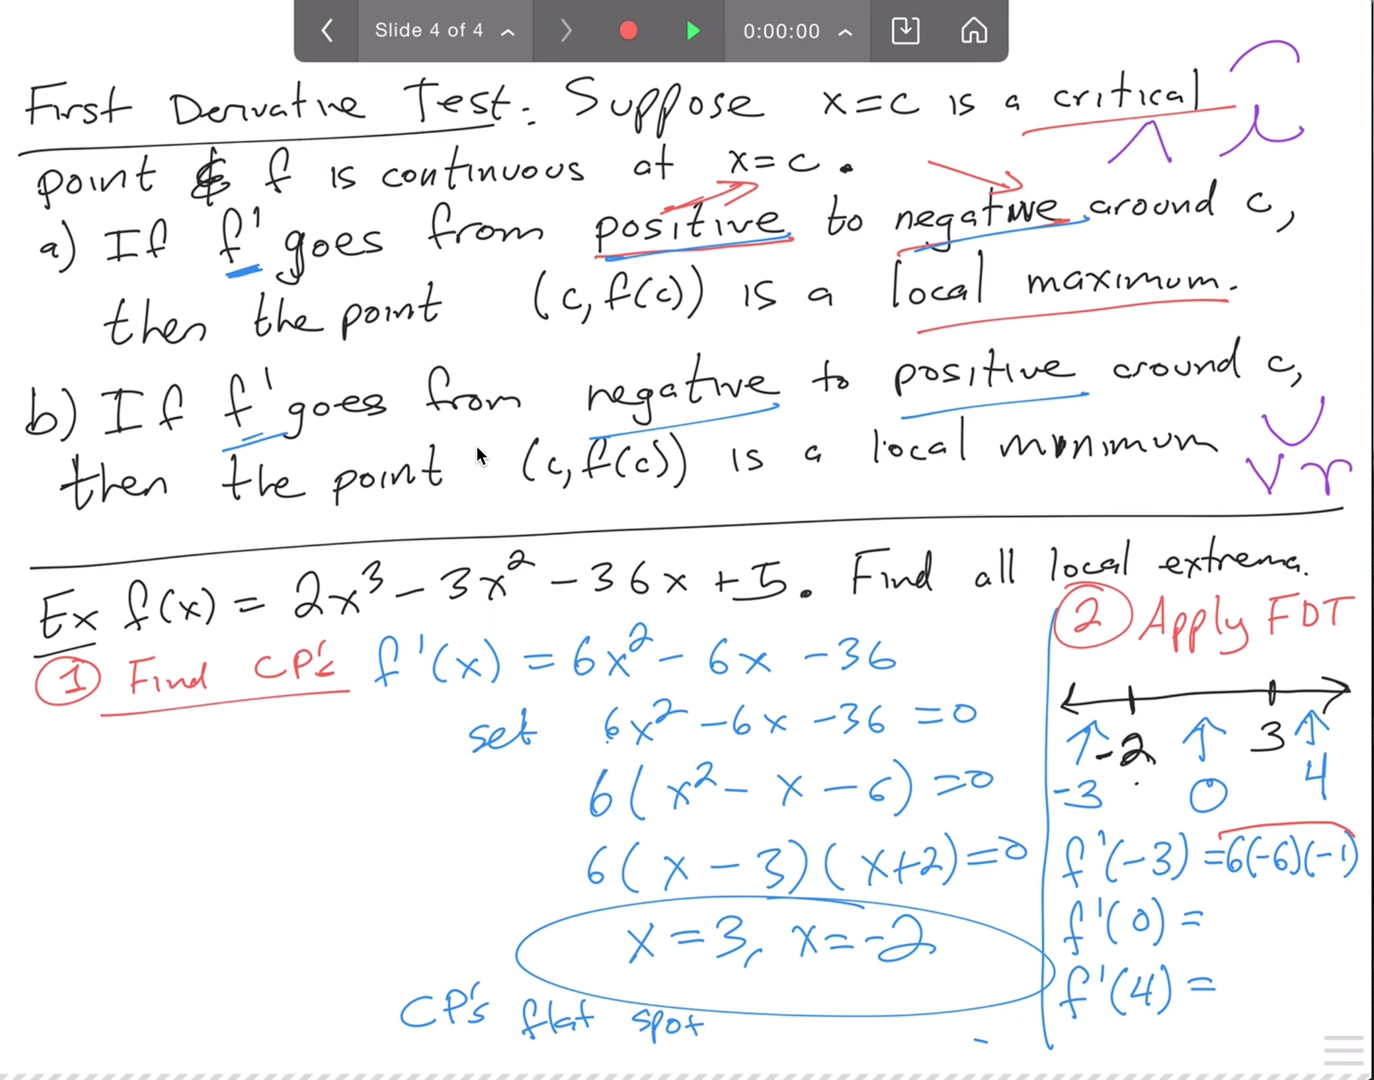 Slide 4 of 4
0:00:00
First Derivative Test: Suppose x=c is a critical
point & f is continuous at x=c.
a) If f' goes from positive to negative around c,
then the point (c, f(c)) is a local maximum.
b) If f' goes from negative to positive around c,
then the point (c, f(c)) is a local minimum
Ex f(x) = 2x³ - 3x² - 36x + 5. Find all local extrema.
① Find CP's f'(x) = 6x² - 6x - 36
set 6x² - 6x - 36 = 0
6(x² - x - 6) = 0
6(x - 3)(x+2) = 0
x = 3, x = -2
CP's flat spot
② Apply FDT
-2 3
-3 0 4
f'(-3) = 6(-6)(-1)
f'(0) =
f'(4) =